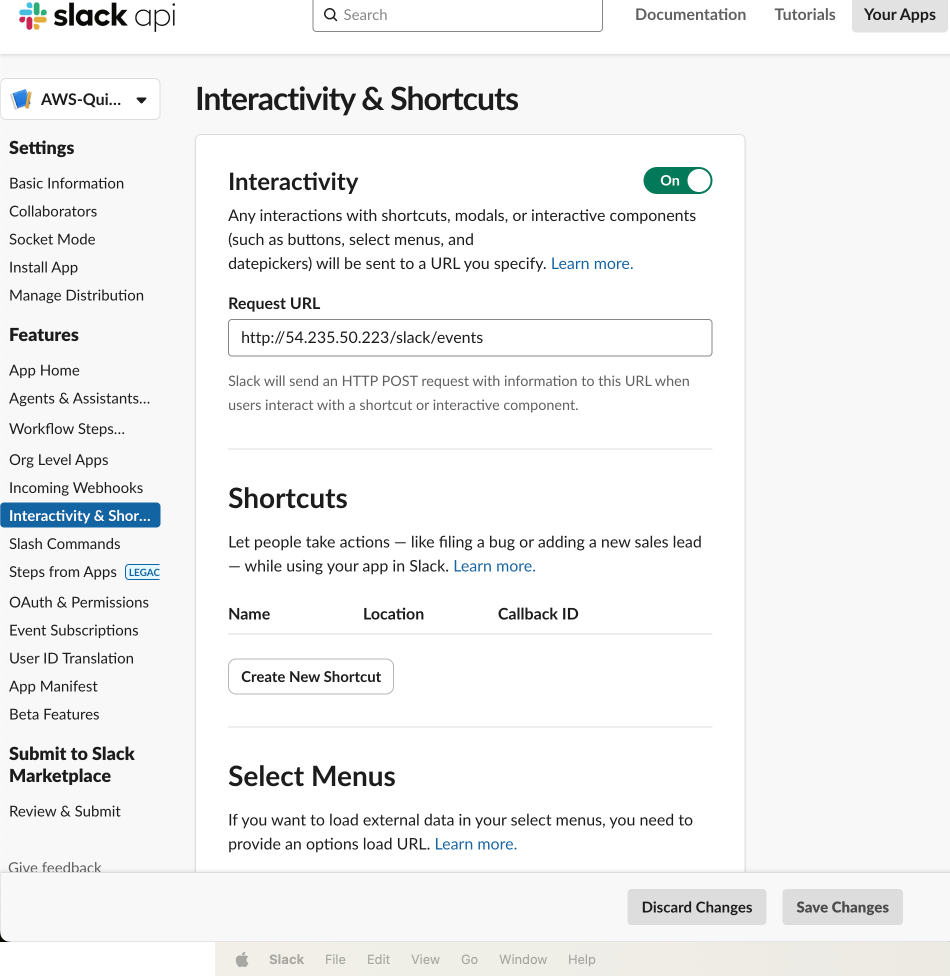 slack api
Search
Documentation
Tutorials
Your Apps
AWS-Qui...
Settings
Basic Information
Collaborators
Socket Mode
Install App
Manage Distribution
Features
App Home
Agents & Assistants...
Workflow Steps...
Org Level Apps
Incoming Webhooks
Interactivity & Shor...
Slash Commands
Steps from Apps LEGAC
OAuth & Permissions
Event Subscriptions
User ID Translation
App Manifest
Beta Features
Submit to Slack
Marketplace
Review & Submit
Give feedback
Interactivity & Shortcuts
Interactivity
On
Any interactions with shortcuts, modals, or interactive components
(such as buttons, select menus, and
datepickers) will be sent to a URL you specify. Learn more.
Request URL
http://54.235.50.223/slack/events
Slack will send an HTTP POST request with information to this URL when
users interact with a shortcut or interactive component.
Shortcuts
Let people take actions — like filing a bug or adding a new sales lead
— while using your app in Slack. Learn more.
Name Location Callback ID
Create New Shortcut
Select Menus
If you want to load external data in your select menus, you need to
provide an options load URL. Learn more.
Discard Changes
Save Changes
Slack File Edit View Go Window Help